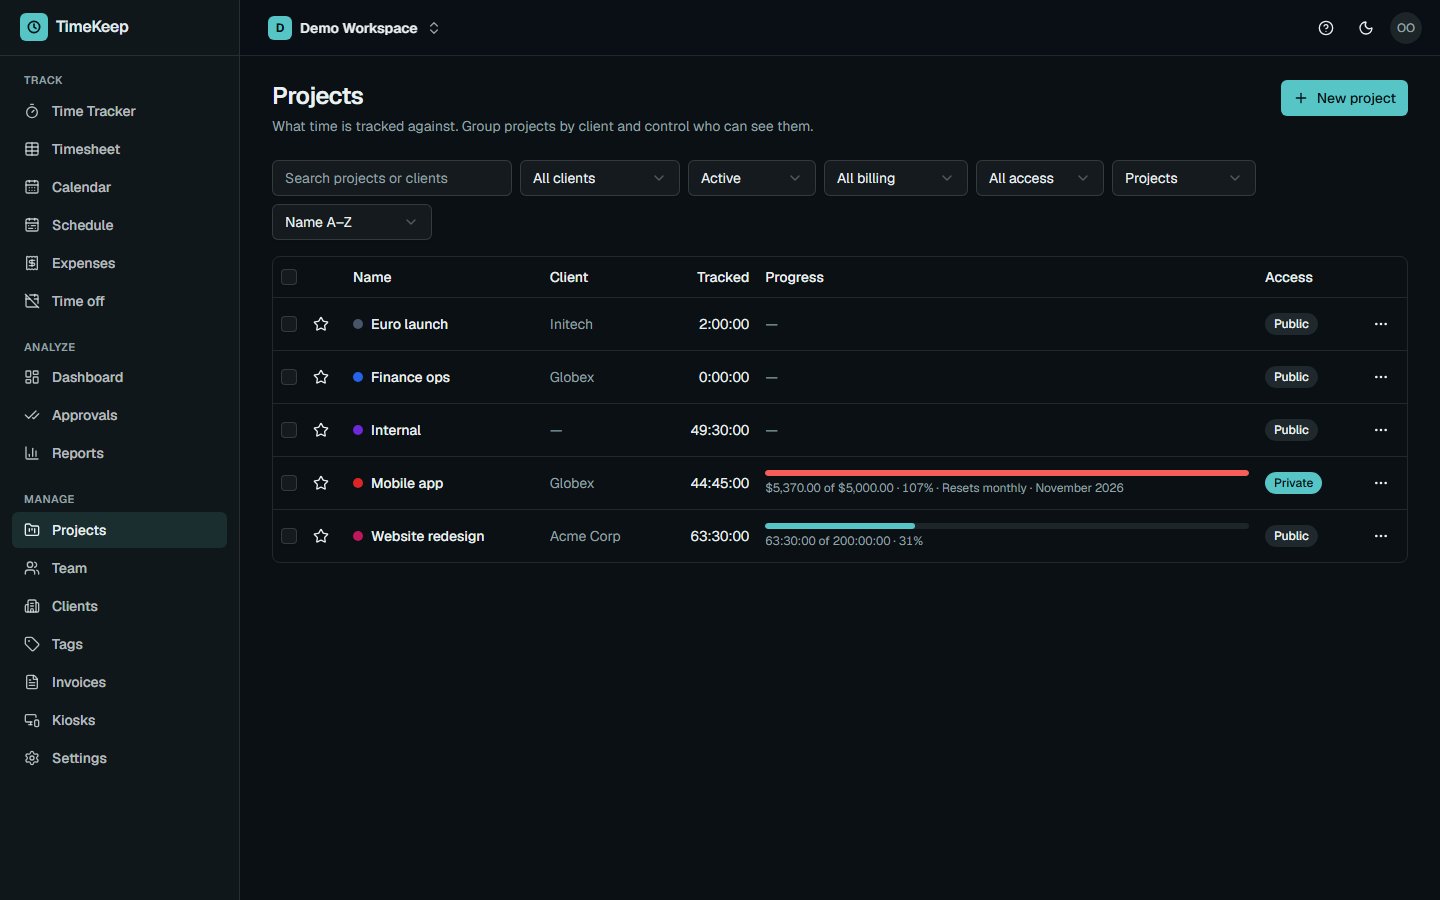 TimeKeep
D Demo Workspace
OO
TRACK
Time Tracker
Timesheet
Calendar
Schedule
Expenses
Time off
ANALYZE
Dashboard
Approvals
Reports
MANAGE
Projects
Team
Clients
Tags
Invoices
Kiosks
Settings
Projects
New project
What time is tracked against. Group projects by client and control who can see them.
Search projects or clients All clients Active All billing All access Projects
Name A–Z
Name Client Tracked Progress Access
Euro launch Initech 2:00:00 — Public
Finance ops Globex 0:00:00 — Public
Internal — 49:30:00 — Public
Mobile app Globex 44:45:00 Private
$5,370.00 of $5,000.00 · 107% · Resets monthly · November 2026
Website redesign Acme Corp 63:30:00 Public
63:30:00 of 200:00:00 · 31%